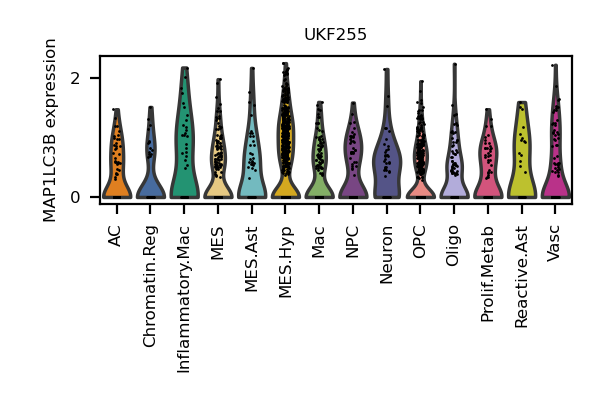 UKF255
MAP1LC3B expression
2
0
AC
Chromatin.Reg
Inflammatory.Mac
MES
MES.Ast
MES.Hyp
Mac
NPC
Neuron
OPC
Oligo
Prolif.Metab
Reactive.Ast
Vasc